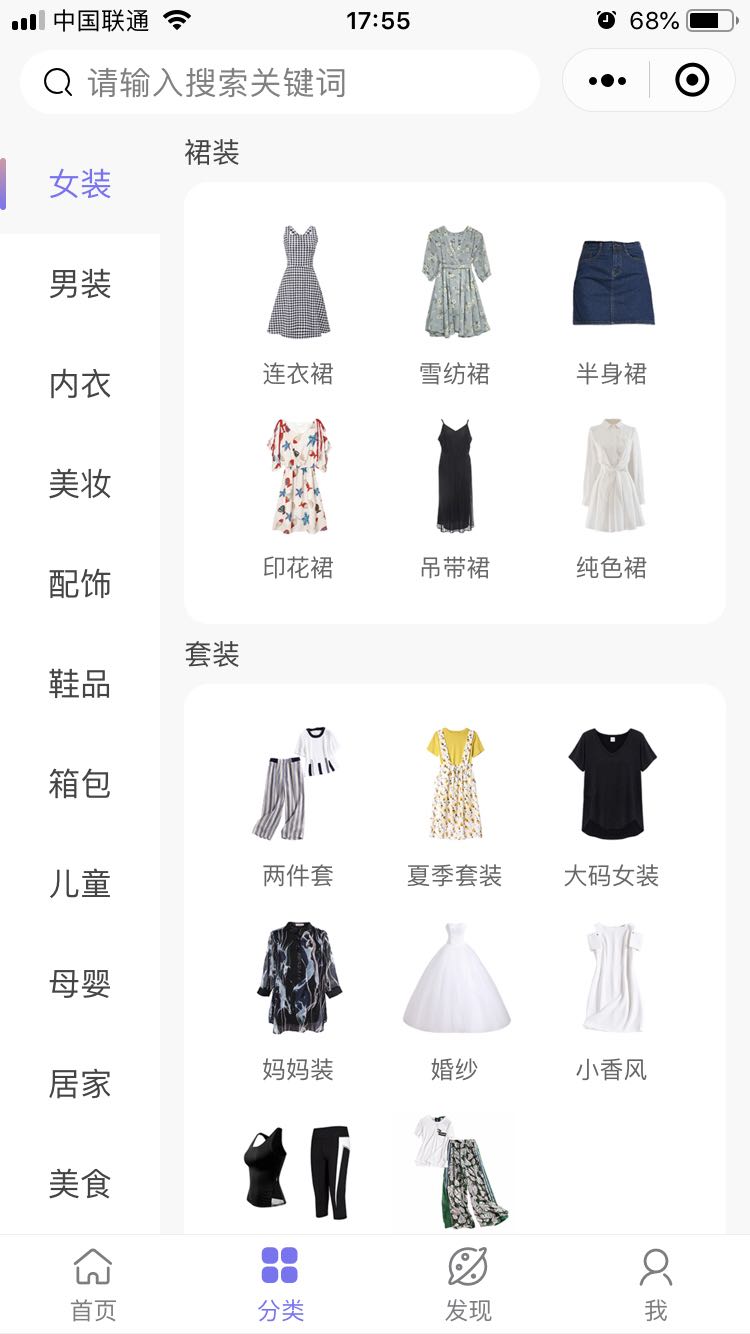 中国联通 17:55 68%
请输入搜索关键词
女装
男装
内衣
美妆
配饰
鞋品
箱包
儿童
母婴
居家
美食
裙装
连衣裙 雪纺裙 半身裙
印花裙 吊带裙 纯色裙
套装
两件套 夏季套装 大码女装
妈妈装 婚纱 小香风
首页 分类 发现 我